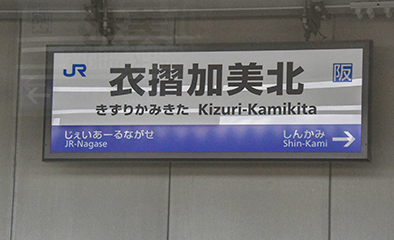 JR 衣摺加美北 阪
きずりかみきた Kizuri-Kamikita
じぇいあーるながせ しんかみ
JR-Nagase Shin-Kami →